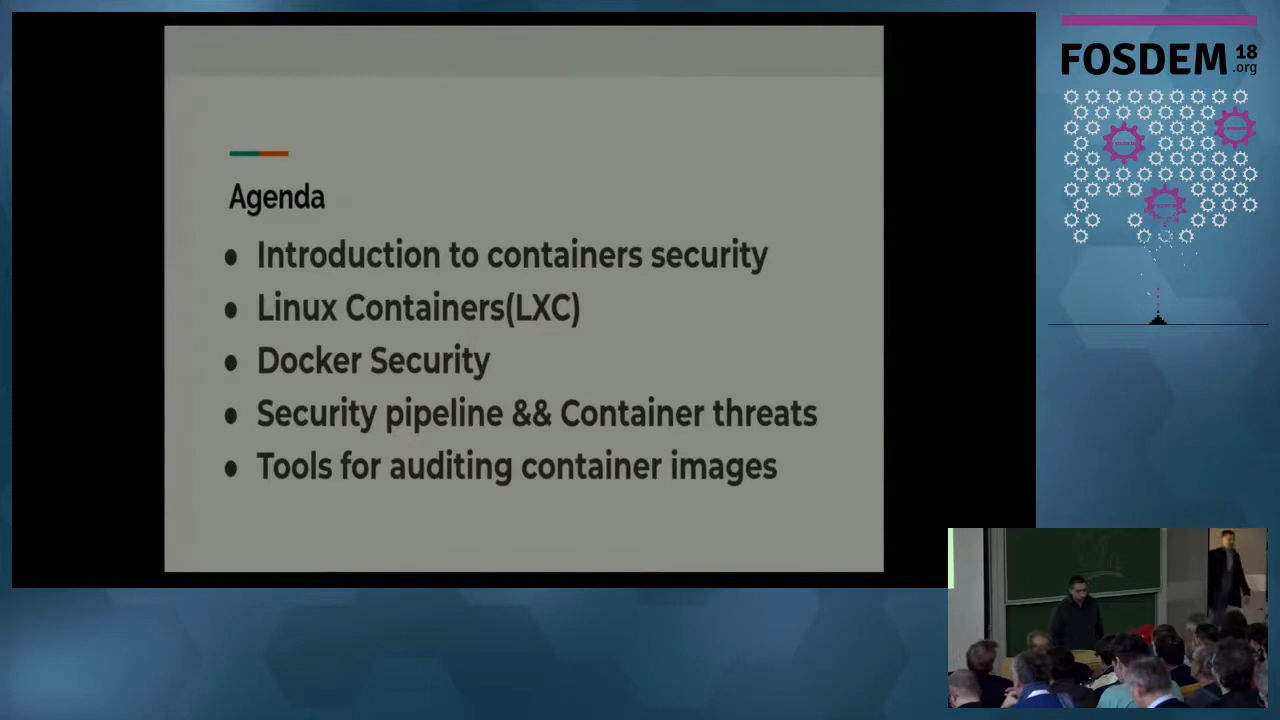 Agenda
● Introduction to containers security
● Linux Containers(LXC)
● Docker Security
● Security pipeline && Container threats
● Tools for auditing container images
FOSDEM 18
.org